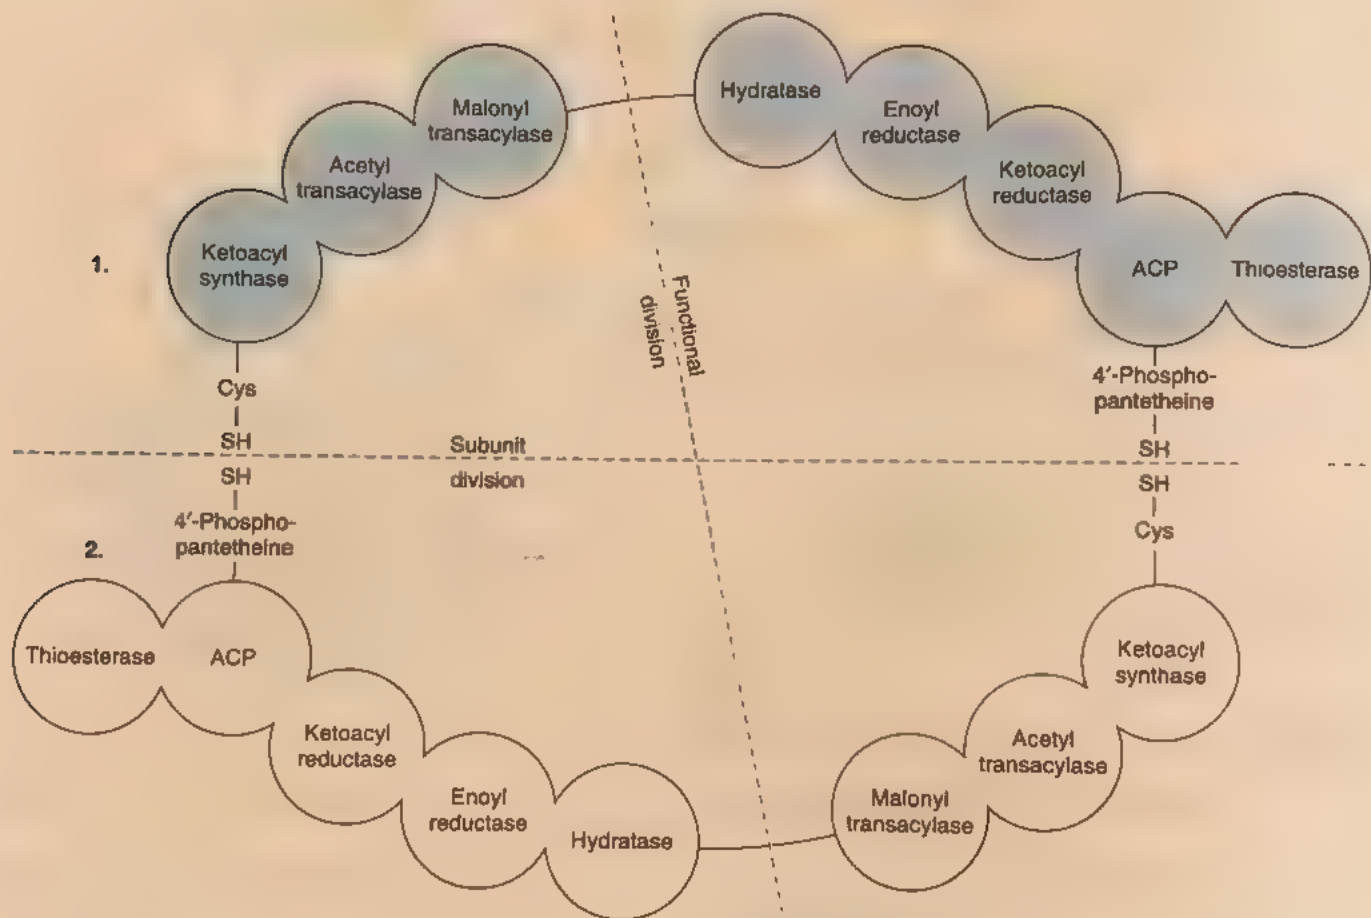 Hydratase
Malonyl
transacylase
Enoyl
reductase
Acetyl
transacylase
Ketoacyl
reductase
Ketoacyl
synthase
1.
ACP
Thioesterase
Functional
division
Cys
4'-Phospho-
pantetheine
SH
Subunit
SH
SH
division
SH
4'-Phospho-
pantetheine
Cys
2.
Thioesterase
ACP
Ketoacyl
synthase
Ketoacyl
reductase
Acetyl
transacylase
Enoyl
reductase
Malonyl
transacylase
Hydratase